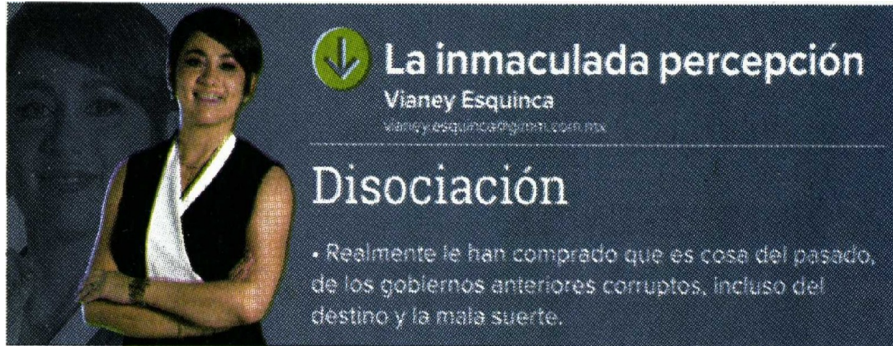 La inmaculada percepción
Vianey Esquinca
vianey.esquinca@gimm.com.mx
Disociación
• Realmente le han comprado que es cosa del pasado,
de los gobiernos anteriores corruptos, incluso del
destino y la mala suerte.